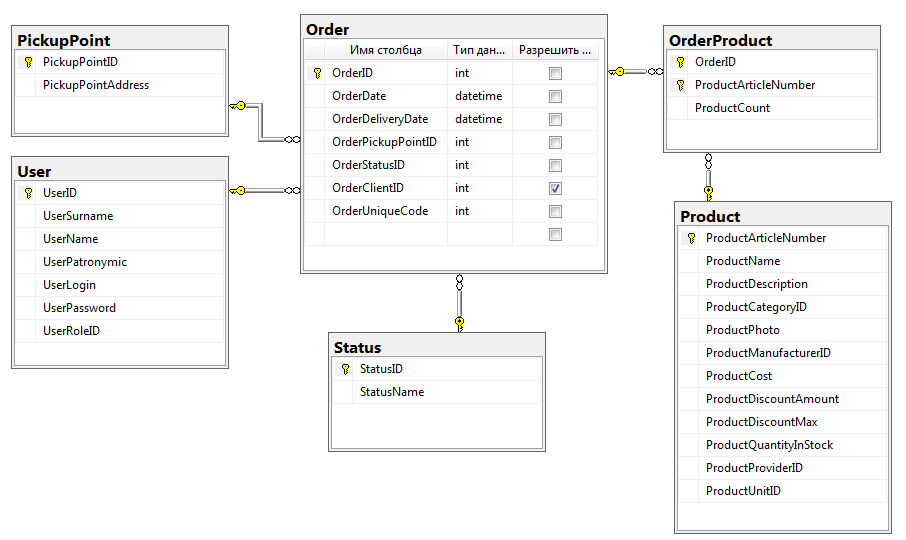 PickupPoint
PickupPointID
PickupPointAddress
User
UserID
UserSurname
UserName
UserPatronymic
UserLogin
UserPassword
UserRoleID
Order
Имя столбца Тип дан... Разрешить ...
OrderID int
OrderDate datetime
OrderDeliveryDate datetime
OrderPickupPointID int
OrderStatusID int
OrderClientID int
OrderUniqueCode int
Status
StatusID
StatusName
OrderProduct
OrderID
ProductArticleNumber
ProductCount
Product
ProductArticleNumber
ProductName
ProductDescription
ProductCategoryID
ProductPhoto
ProductManufacturerID
ProductCost
ProductDiscountAmount
ProductDiscountMax
ProductQuantityInStock
ProductProviderID
ProductUnitID